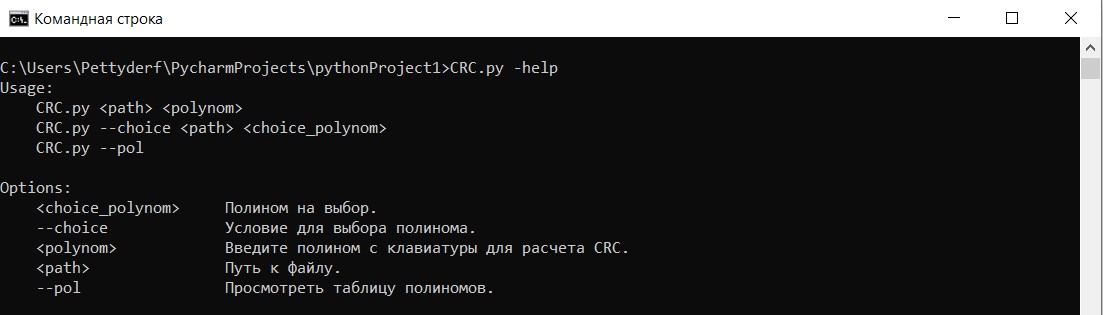 Командная строка
C:\Users\Pettyderf\PycharmProjects\pythonProject1>CRC.py -help
Usage:
    CRC.py <path> <polynom>
    CRC.py --choice <path> <choice_polynom>
    CRC.py --pol

Options:
    <choice_polynom>     Полином на выбор.
    --choice             Условие для выбора полинома.
    <polynom>            Введите полином с клавиатуры для расчета CRC.
    <path>               Путь к файлу.
    --pol                Просмотреть таблицу полиномов.